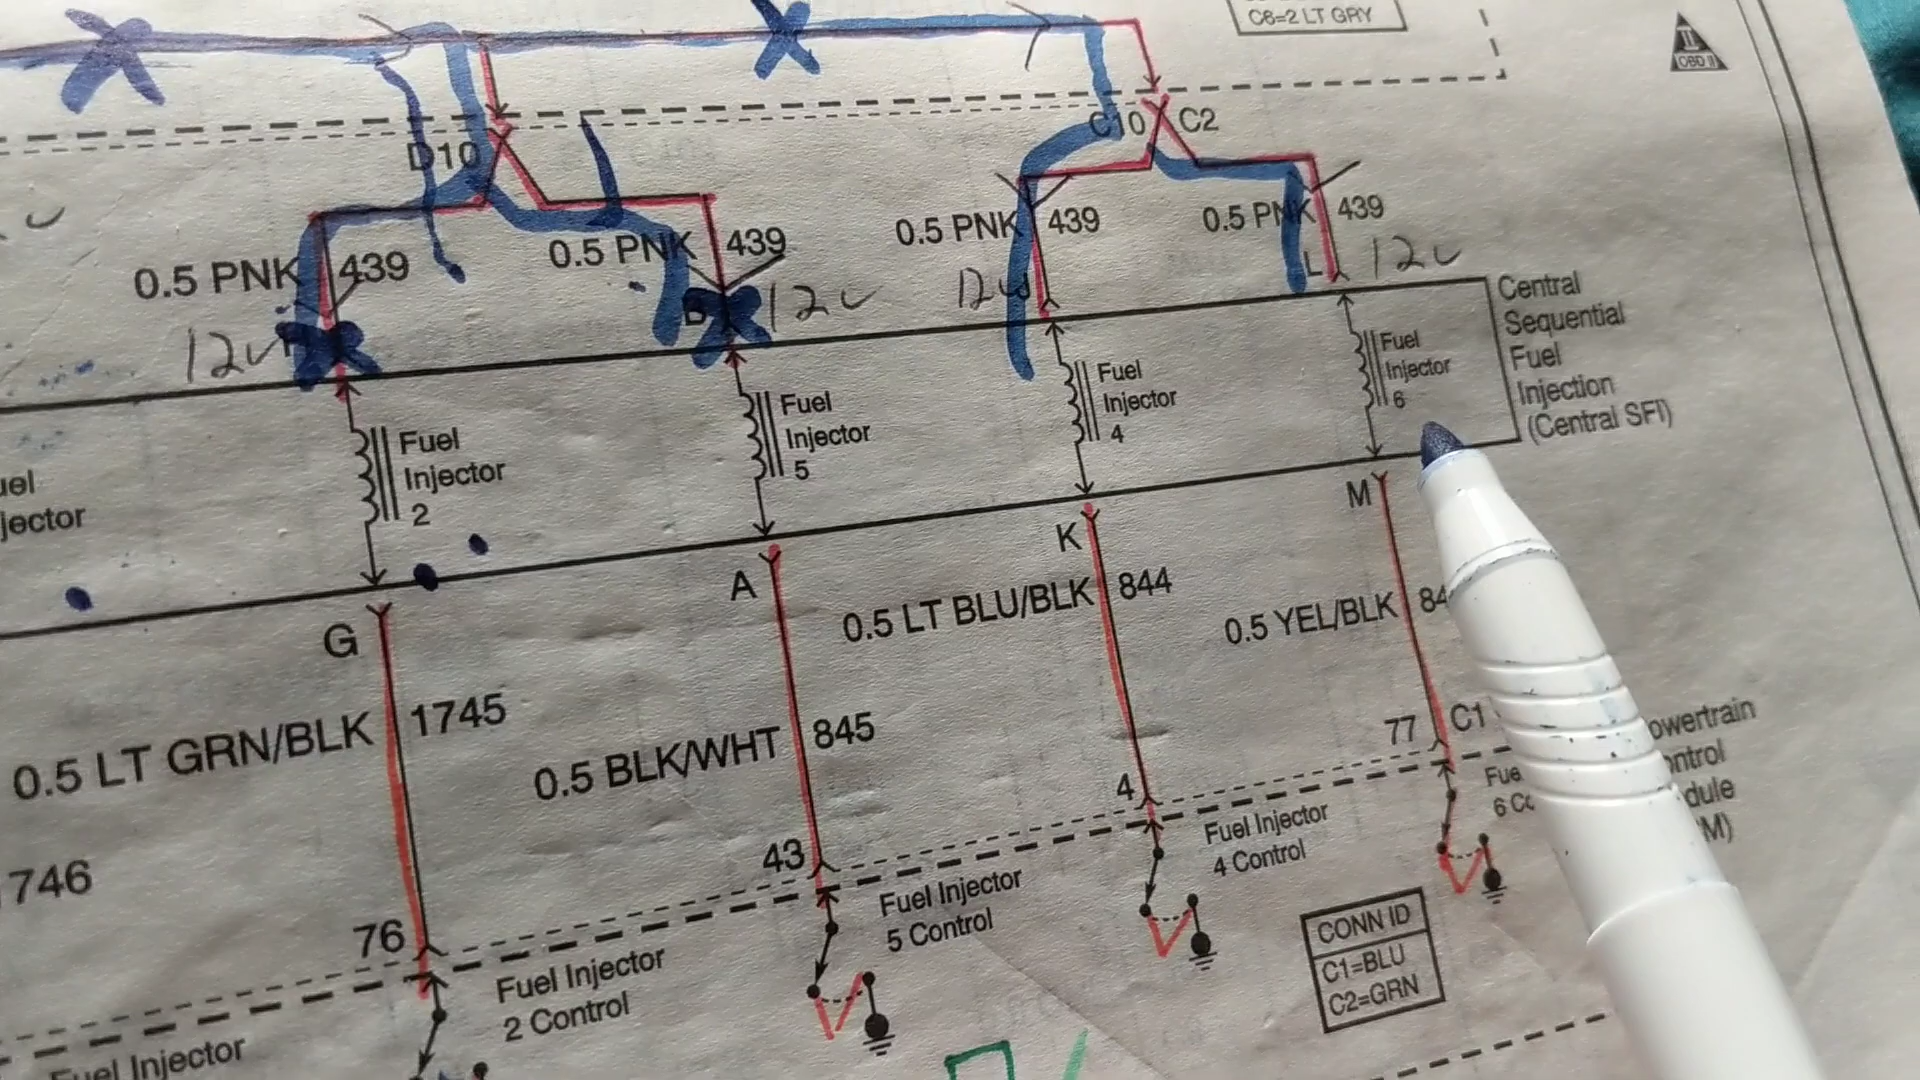 C6=2 LT GRY
II
OBD II
D10
C10
C2
0.5 PNK
439
0.5 PNK
439
0.5 PNK
439
0.5 PNK
439
12v
B
12v
12v
L
12v
Central
Sequential
Fuel
Injection
(Central SFI)
uel
jector
Fuel
Injector
2
Fuel
Injector
5
Fuel
Injector
4
Fuel
Injector
6
G
A
K
M
0.5 LT GRN/BLK
1745
0.5 BLK/WHT
845
0.5 LT BLU/BLK
844
0.5 YEL/BLK
84
746
76
43
4
77
C1
Fuel Injector
Fuel Injector
2 Control
Fuel Injector
5 Control
Fuel Injector
4 Control
Fue
6 Co
owertrain
ontrol
dule
M)
CONN ID
C1=BLU
C2=GRN